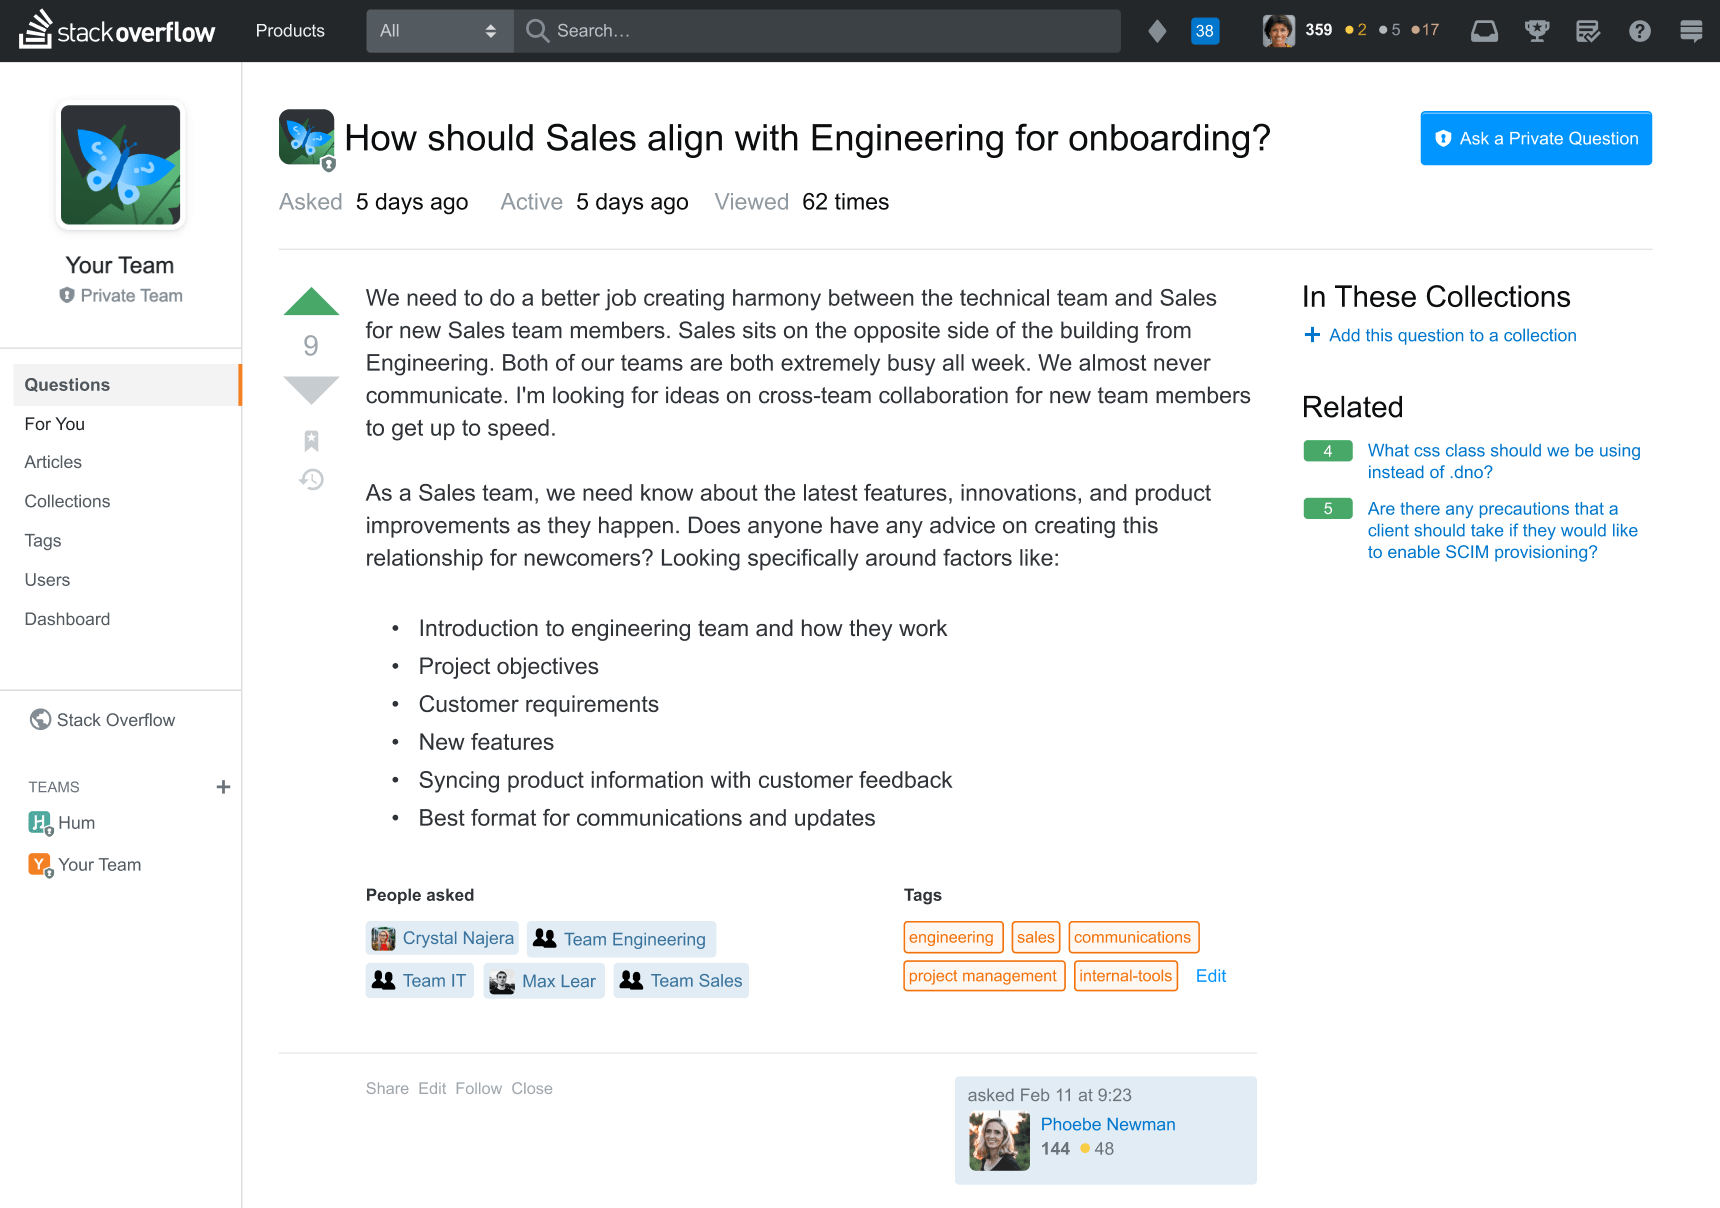 stackoverflow Products All Search... 38 359 2 5 17
Your Team
Private Team
Questions
For You
Articles
Collections
Tags
Users
Dashboard
Stack Overflow
TEAMS
Hum
Y Your Team
How should Sales align with Engineering for onboarding?
Ask a Private Question
Asked 5 days ago Active 5 days ago Viewed 62 times
9
We need to do a better job creating harmony between the technical team and Sales
for new Sales team members. Sales sits on the opposite side of the building from
Engineering. Both of our teams are both extremely busy all week. We almost never
communicate. I'm looking for ideas on cross-team collaboration for new team members
to get up to speed.
As a Sales team, we need know about the latest features, innovations, and product
improvements as they happen. Does anyone have any advice on creating this
relationship for newcomers? Looking specifically around factors like:
• Introduction to engineering team and how they work
• Project objectives
• Customer requirements
• New features
• Syncing product information with customer feedback
• Best format for communications and updates
People asked
Crystal Najera Team Engineering
Team IT Max Lear Team Sales
Tags
engineering sales communications
project management internal-tools Edit
Share Edit Follow Close
asked Feb 11 at 9:23
Phoebe Newman
144 48
In These Collections
+ Add this question to a collection
Related
4 What css class should we be using
instead of .dno?
5 Are there any precautions that a
client should take if they would like
to enable SCIM provisioning?